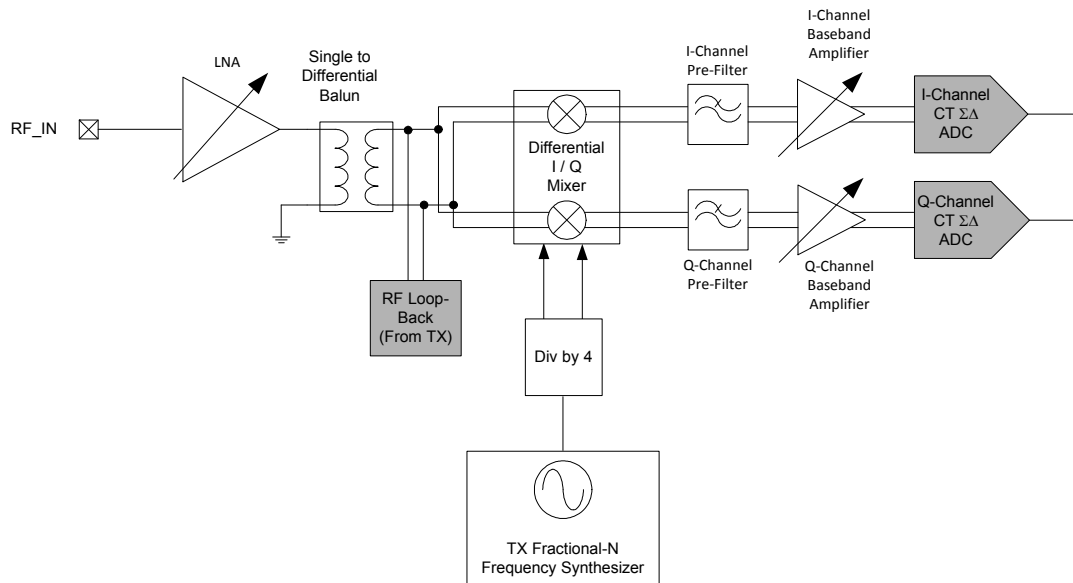 RF_IN
LNA
Single to
Differential
Balun
RF Loop-
Back
(From TX)
Differential
I / Q
Mixer
Div by 4
TX Fractional-N
Frequency Synthesizer
I-Channel
Pre-Filter
I-Channel
Baseband
Amplifier
I-Channel
CT ΣΔ
ADC
Q-Channel
Pre-Filter
Q-Channel
Baseband
Amplifier
Q-Channel
CT ΣΔ
ADC